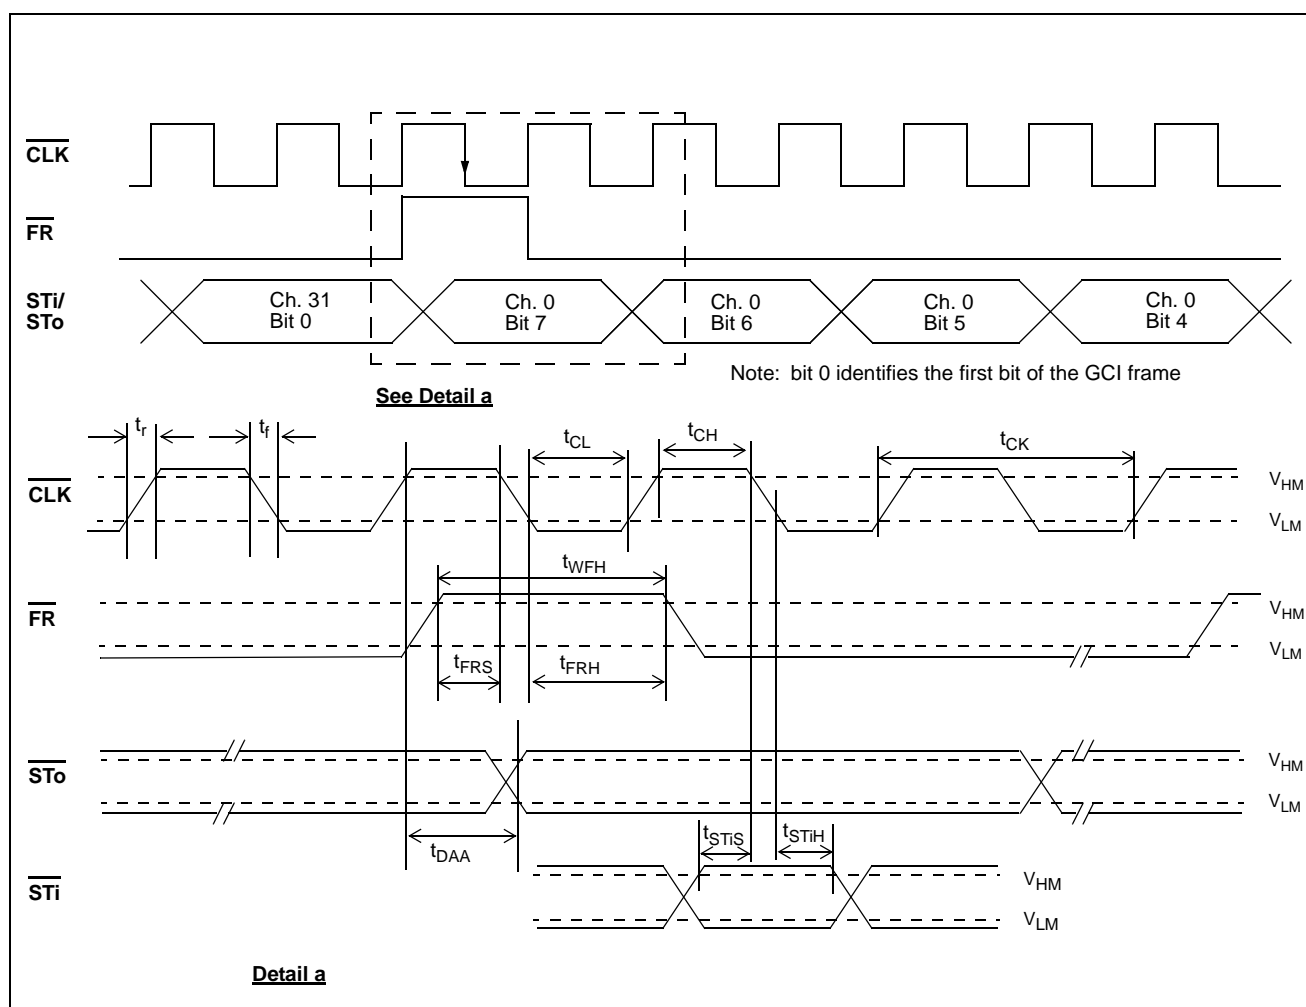 CLK
FR
STi/
STo
Ch. 31
Bit 0
Ch. 0
Bit 7
Ch. 0
Bit 6
Ch. 0
Bit 5
Ch. 0
Bit 4
Note: bit 0 identifies the first bit of the GCI frame
See Detail a
tr
tf
tCL
tCH
tCK
CLK
VHM
VLM
tWFH
FR
VHM
VLM
tFRS
tFRH
STo
VHM
VLM
tDAA
tSTiS
tSTiH
STi
VHM
VLM
Detail a